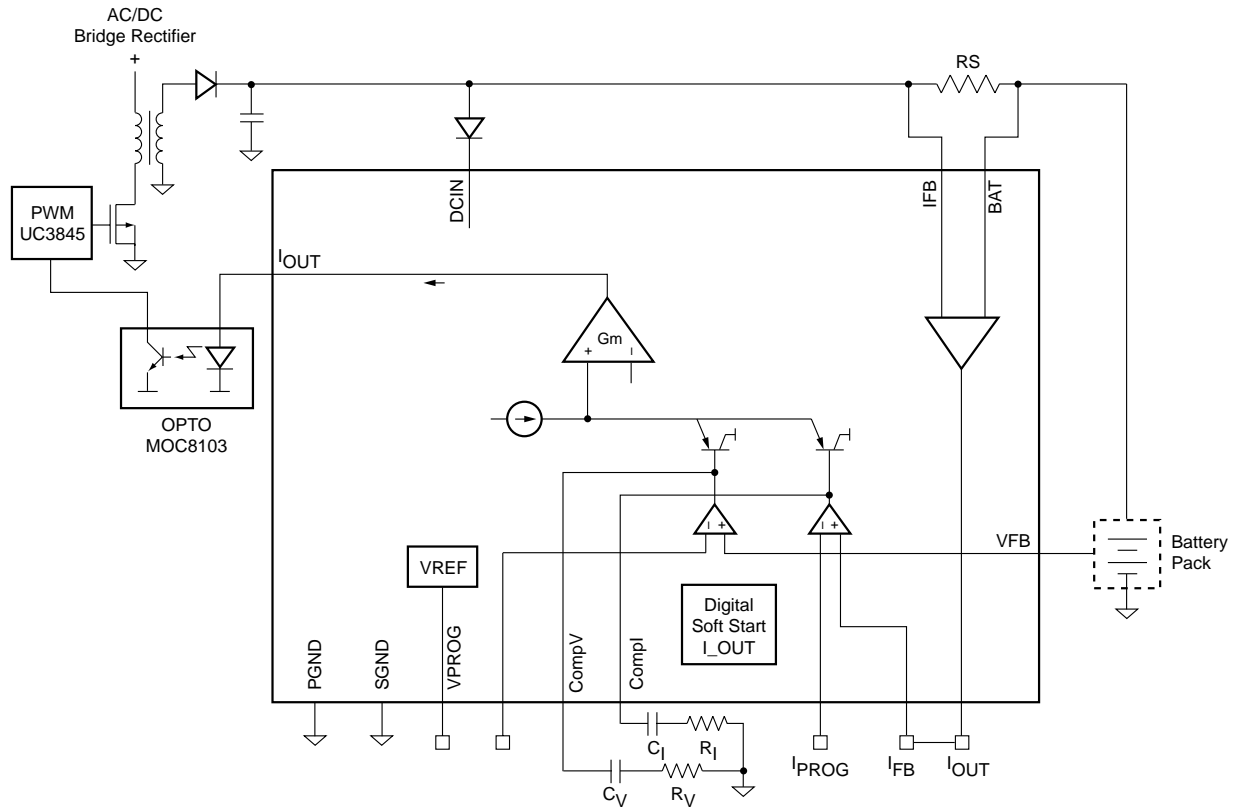 AC/DC
Bridge Rectifier
+
RS
DCIN
IFB
BAT
PWM
UC3845
IOUT
Gm
+ –
OPTO
MOC8103
– +
– +
VFB
Battery
Pack
VREF
Digital
Soft Start
I_OUT
PGND
SGND
VPROG
CompV
CompI
CI
RI
IPROG
IFB
IOUT
CV
RV